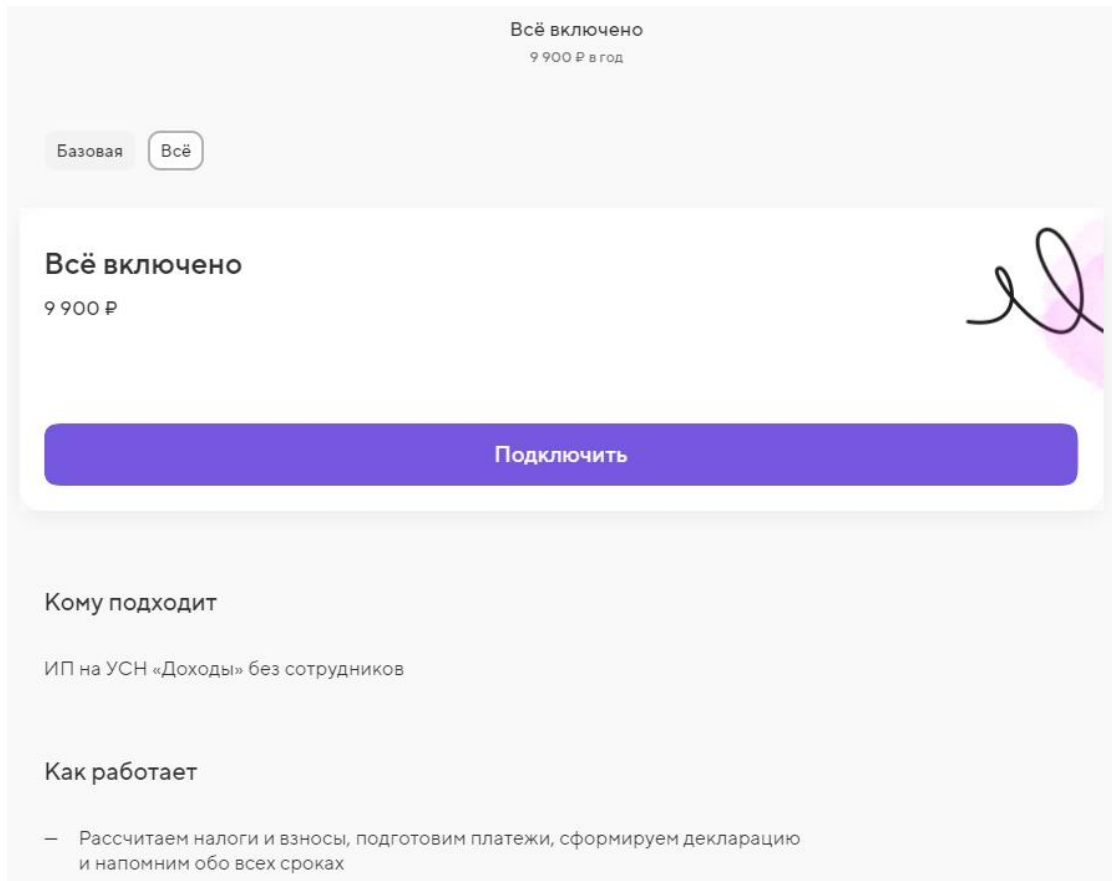 Всё включено
9 900 ₽ в год
Базовая
Всё
Всё включено
9 900 ₽
Подключить
Кому подходит
ИП на УСН «Доходы» без сотрудников
Как работает
— Рассчитаем налоги и взносы, подготовим платежи, сформируем декларацию
и напомним обо всех сроках